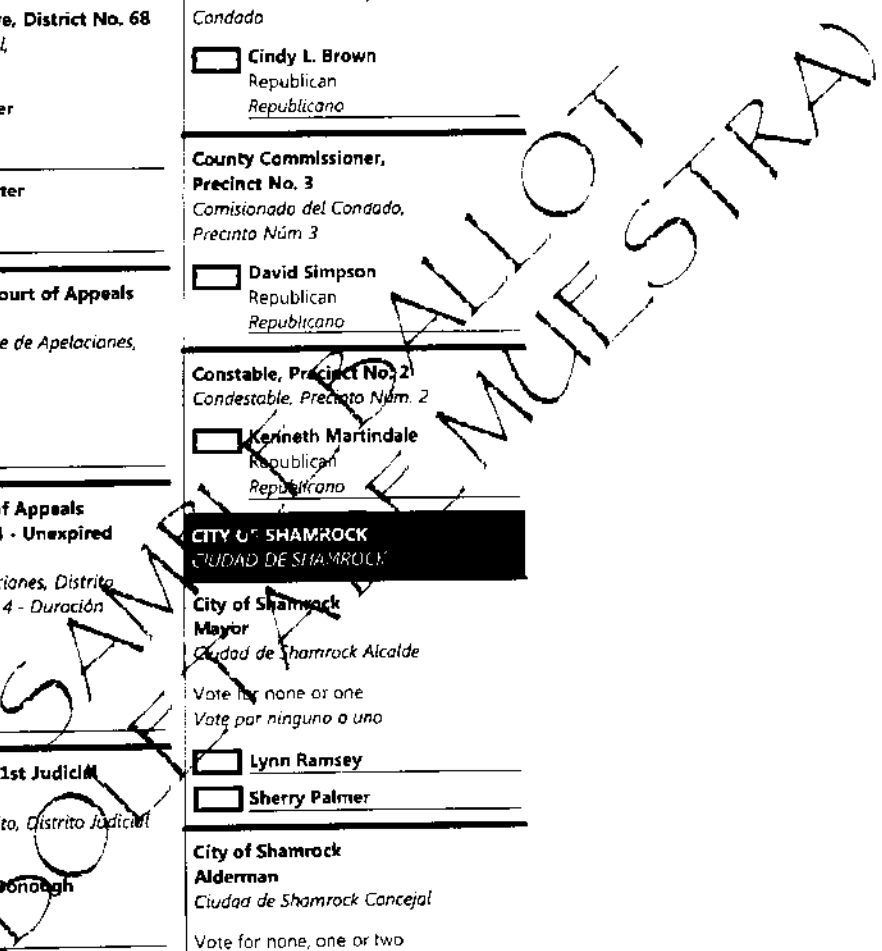 e, District No. 68
l,
er
ter
ourt of Appeals
e de Apelaciones,
f Appeals
4 - Unexpired
ciones, Distrito
4 - Duración
1st Judicial
to, Distrito Judicial
Donough
Condado
Cindy L. Brown
Republican
Republicano
County Commissioner,
Precinct No. 3
Comisionado del Condado,
Precinto Núm 3
David Simpson
Republican
Republicano
Constable, Precinct No. 2
Condestable, Precinto Núm. 2
Kenneth Martindale
Republican
Republicano
CITY OF SHAMROCK
CIUDAD DE SHAMROCK
City of Shamrock
Mayor
Ciudad de Shamrock Alcalde
Vote for none or one
Vote por ninguno o uno
Lynn Ramsey
Sherry Palmer
City of Shamrock
Alderman
Ciudad de Shamrock Concejal
Vote for none, one or two
SAMPLE BALLOT
BOLETA DE MUESTRA)